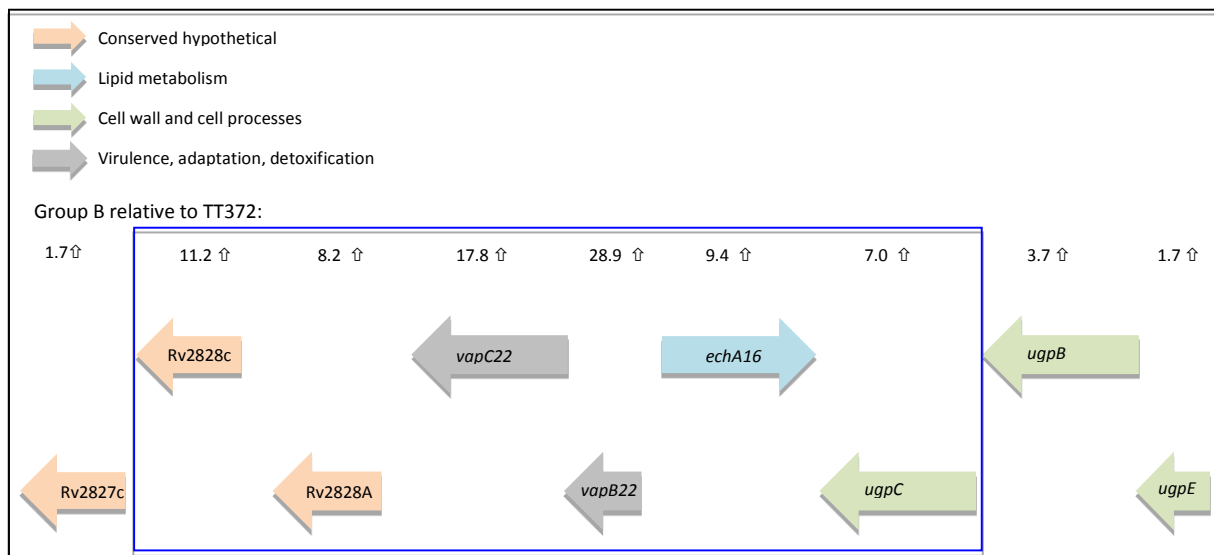 Conserved hypothetical
Lipid metabolism
Cell wall and cell processes
Virulence, adaptation, detoxification
Group B relative to TT372:
1.7⇧ 11.2 ⇧ 8.2 ⇧ 17.8 ⇧ 28.9 ⇧ 9.4 ⇧ 7.0 ⇧ 3.7 ⇧ 1.7 ⇧
Rv2828c vapC22 echA16 ugpB
Rv2827c Rv2828A vapB22 ugpC ugpE